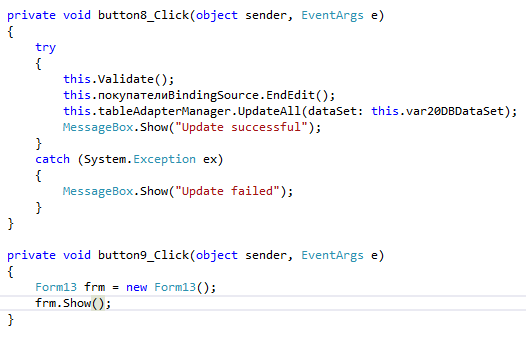 private void button8_Click(object sender, EventArgs e)
{
try
{
this.Validate();
this.покупателиBindingSource.EndEdit();
this.tableAdapterManager.UpdateAll(dataSet: this.var20DBDataSet);
MessageBox.Show("Update successful");
}
catch (System.Exception ex)
{
MessageBox.Show("Update failed");
}
}
private void button9_Click(object sender, EventArgs e)
{
Form13 frm = new Form13();
frm.Show();
}